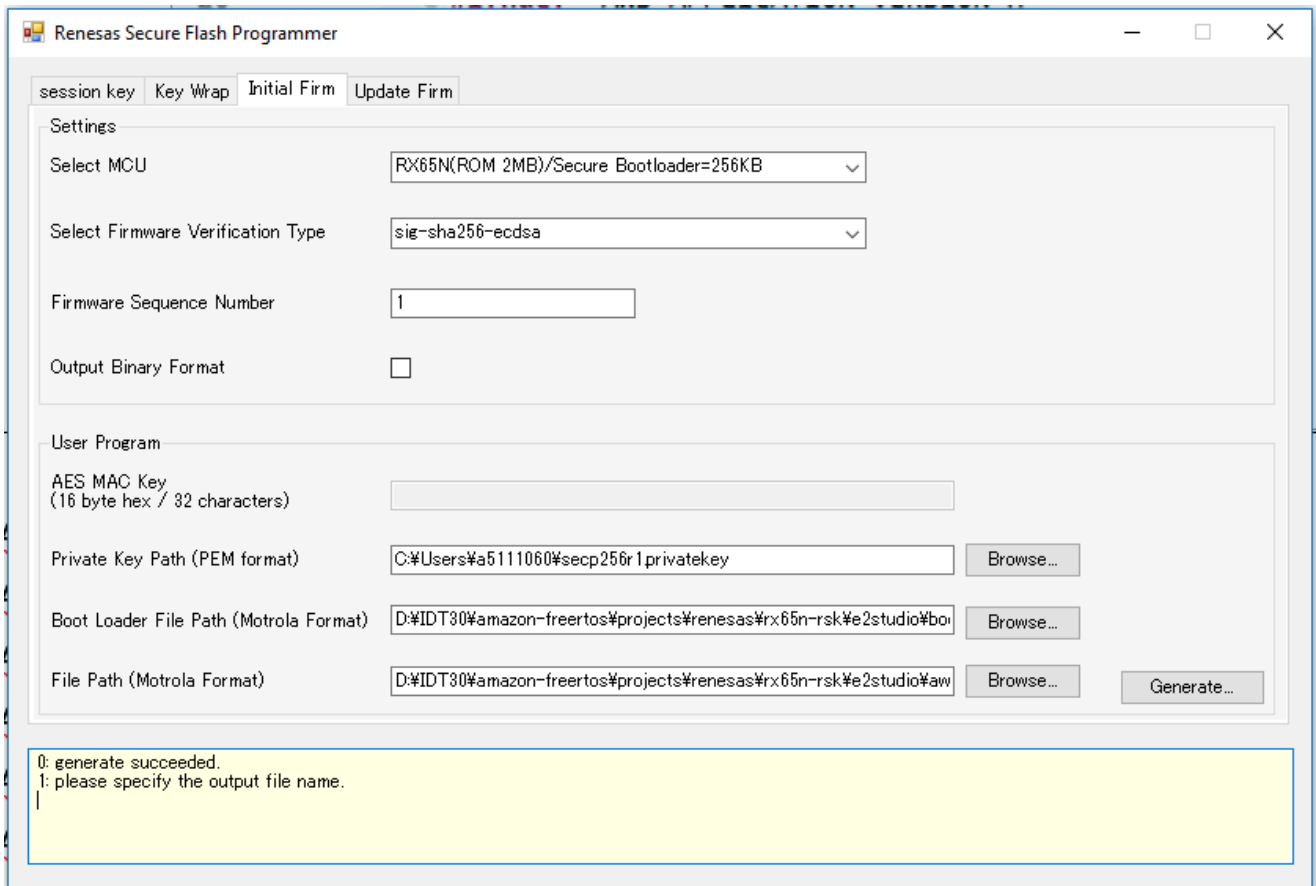 Renesas Secure Flash Programmer
session key Key Wrap Initial Firm Update Firm
Settings
Select MCU RX65N(ROM 2MB)/Secure Bootloader=256KB
Select Firmware Verification Type sig-sha256-ecdsa
Firmware Sequence Number 1
Output Binary Format
User Program
AES MAC Key
(16 byte hex / 32 characters)
Private Key Path (PEM format) C:¥Users¥a5111060¥secp256r1.privatekey Browse...
Boot Loader File Path (Motrola Format) D:¥IDT30¥amazon-freertos¥projects¥renesas¥rx65n-rsk¥e2studio¥bo Browse...
File Path (Motrola Format) D:¥IDT30¥amazon-freertos¥projects¥renesas¥rx65n-rsk¥e2studio¥aw Browse... Generate...
0: generate succeeded.
1: please specify the output file name.